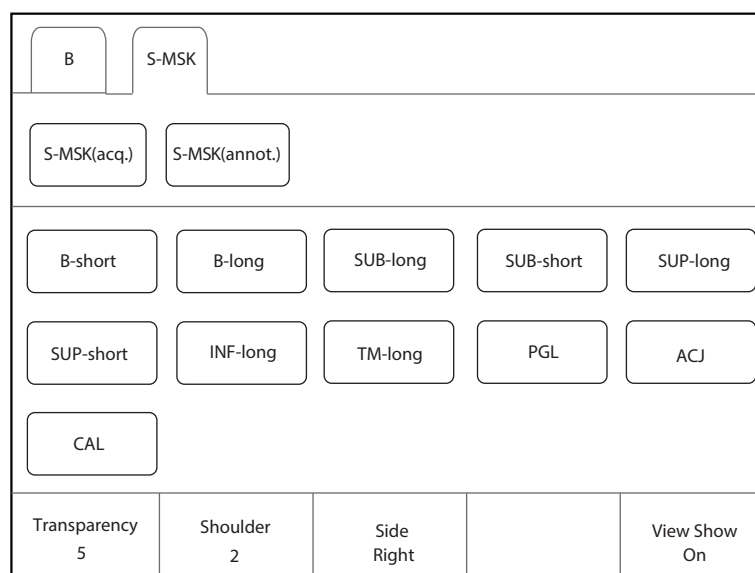 B S-MSK
S-MSK(acq.) S-MSK(annot.)
B-short B-long SUB-long SUB-short SUP-long
SUP-short INF-long TM-long PGL ACJ
CAL
Transparency Shoulder Side View Show
5 2 Right On